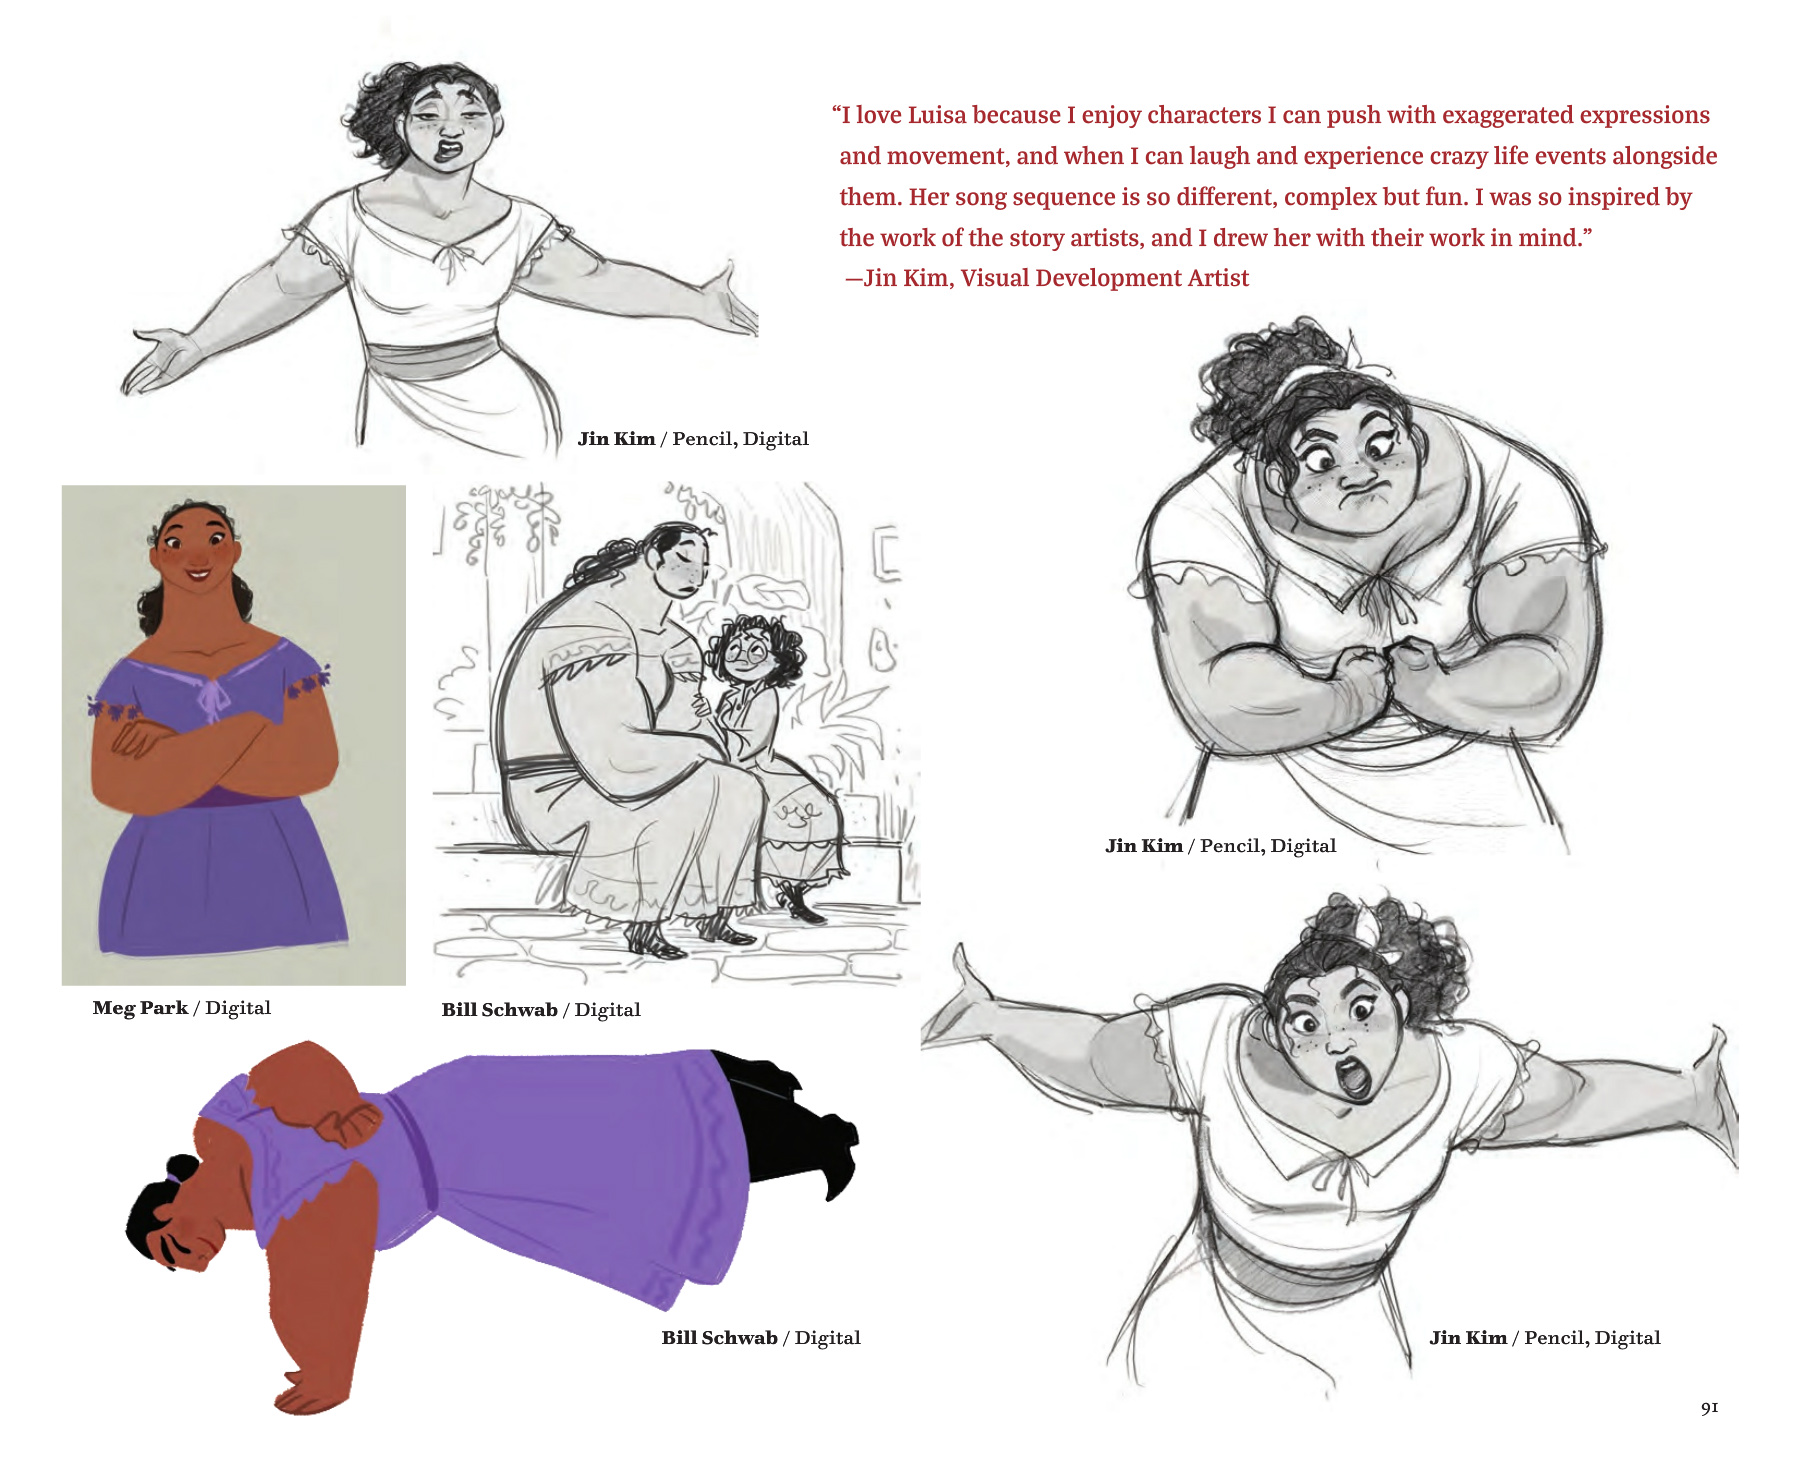 “I love Luisa because I enjoy characters I can push with exaggerated expressions
and movement, and when I can laugh and experience crazy life events alongside
them. Her song sequence is so different, complex but fun. I was so inspired by
the work of the story artists, and I drew her with their work in mind.”
—Jin Kim, Visual Development Artist
Jin Kim / Pencil, Digital
Jin Kim / Pencil, Digital
Meg Park / Digital
Bill Schwab / Digital
Bill Schwab / Digital
Jin Kim / Pencil, Digital
91